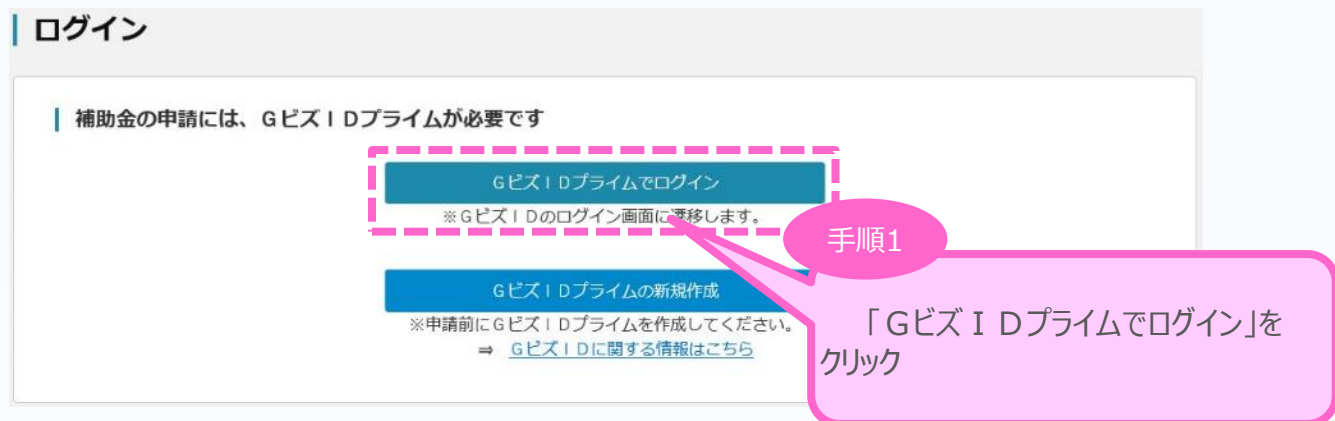 ログイン
補助金の申請には、GビズIDプライムが必要です
GビズIDプライムでログイン
※GビズIDのログイン画面に遷移します。
手順1
「GビズIDプライムでログイン」を
クリック
GビズIDプライムの新規作成
※申請前にGビズIDプライムを作成してください。
⇒ GビズIDに関する情報はこちら